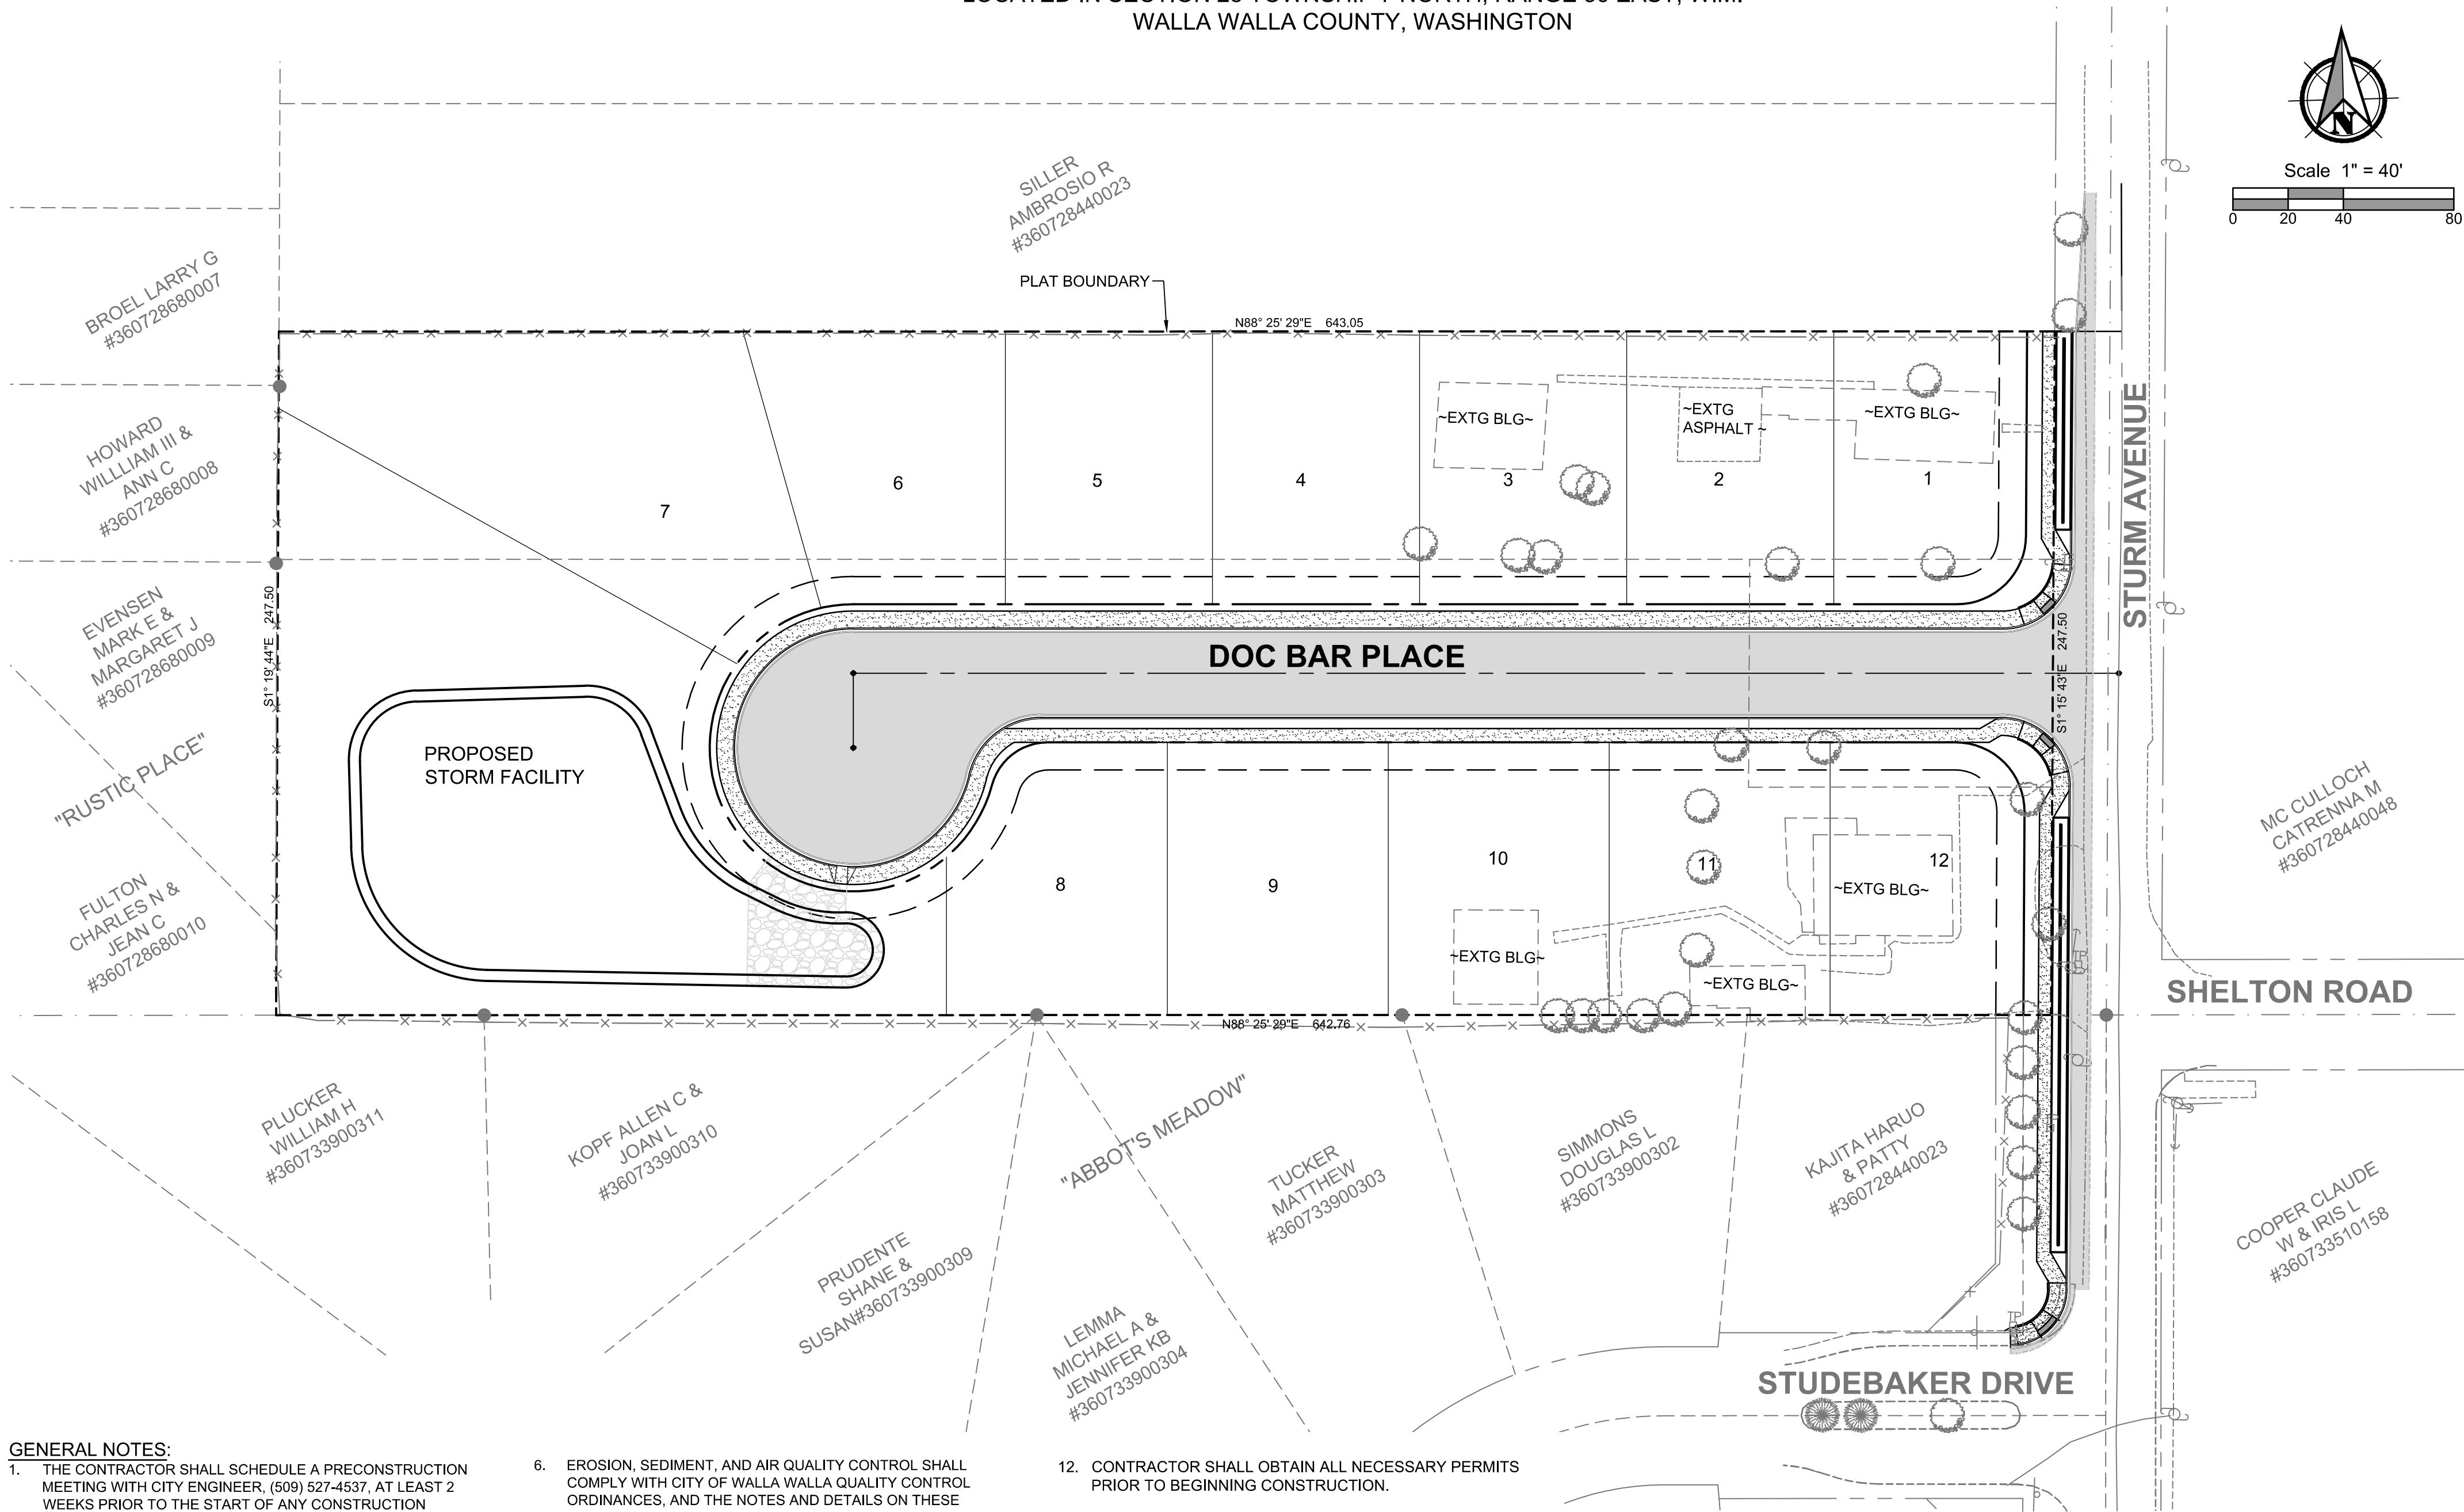 WALLA WALLA COUNTY, WASHINGTON
N
Scale 1" = 40'
0 20 40 80
SILLER
AMBROSIO R
#360728440023
BROEL LARRY G
#360728680007
PLAT BOUNDARY
N88° 25' 29"E 643.05
HOWARD
WILLLIAM III &
ANN C
#360728680008
~EXTG BLG~
~EXTG
ASPHALT ~
~EXTG BLG~
STURM AVENUE
7
6
5
4
3
2
1
EVENSEN
MARK E &
MARGARET J
#360728680009
S1° 19' 44"E 247.50
DOC BAR PLACE
S1° 15' 43"E 247.50
"RUSTIC PLACE"
PROPOSED
STORM FACILITY
MC CULLOCH
CATRENNA M
#360728440048
FULTON
CHARLES N &
JEAN C
#360728680010
8
9
10
11
12
~EXTG BLG~
~EXTG BLG~
~EXTG BLG~
TP
SHELTON ROAD
N88° 25' 29"E 642.76
PLUCKER
WILLIAM H
#360733900311
KOPF ALLEN C &
JOAN L
#360733900310
"ABBOT'S MEADOW"
TUCKER
MATTHEW
#360733900303
SIMMONS
DOUGLAS L
#360733900302
KAJITA HARUO
& PATTY
#360728440023
COOPER CLAUDE
W & IRIS L
#360733510158
PRUDENTE
SHANE &
SUSAN#360733900309
LEMMA
MICHAEL A &
JENNIFER KB
#360733900304
TP
STUDEBAKER DRIVE
GENERAL NOTES:
1. THE CONTRACTOR SHALL SCHEDULE A PRECONSTRUCTION
MEETING WITH CITY ENGINEER, (509) 527-4537, AT LEAST 2
WEEKS PRIOR TO THE START OF ANY CONSTRUCTION
6. EROSION, SEDIMENT, AND AIR QUALITY CONTROL SHALL
COMPLY WITH CITY OF WALLA WALLA QUALITY CONTROL
ORDINANCES, AND THE NOTES AND DETAILS ON THESE
12. CONTRACTOR SHALL OBTAIN ALL NECESSARY PERMITS
PRIOR TO BEGINNING CONSTRUCTION.